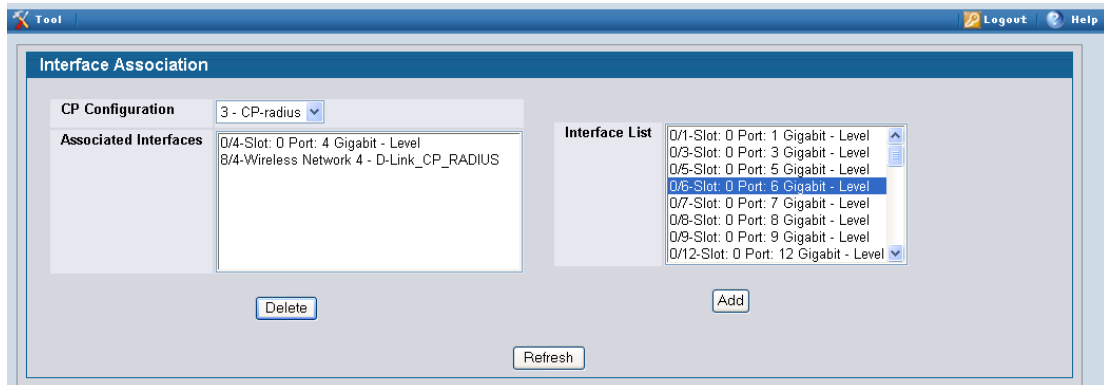 Tool
Logout Help
Interface Association
CP Configuration 3 - CP-radius
Associated Interfaces
0/4-Slot: 0 Port: 4 Gigabit - Level
8/4-Wireless Network 4 - D-Link_CP_RADIUS
Interface List
0/1-Slot: 0 Port: 1 Gigabit - Level
0/3-Slot: 0 Port: 3 Gigabit - Level
0/5-Slot: 0 Port: 5 Gigabit - Level
0/6-Slot: 0 Port: 6 Gigabit - Level
0/7-Slot: 0 Port: 7 Gigabit - Level
0/8-Slot: 0 Port: 8 Gigabit - Level
0/9-Slot: 0 Port: 9 Gigabit - Level
0/12-Slot: 0 Port: 12 Gigabit - Level
Delete
Add
Refresh